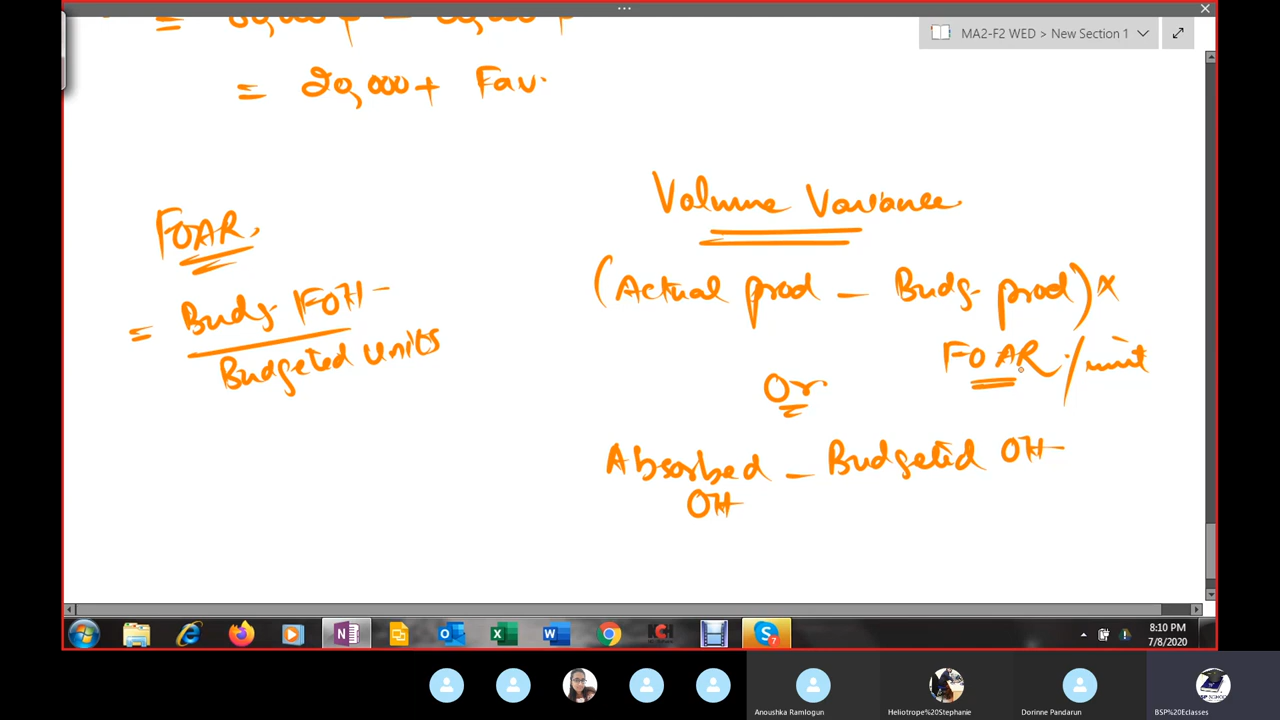 MA2-F2 WED > New Section 1
= 20,000+ Fav.
Volume Variance
FOAR.
(Actual prod - Budg. prod) x
FOAR./unit
= Budg. FOH
Budgeted Units
Or
Absorbed - Budgeted OH
OH
8:10 PM
7/8/2020
Anoushka Ramlogun
Heliotrope%20Stephanie
Dorinne Pandarun
BSP%20Eclasses